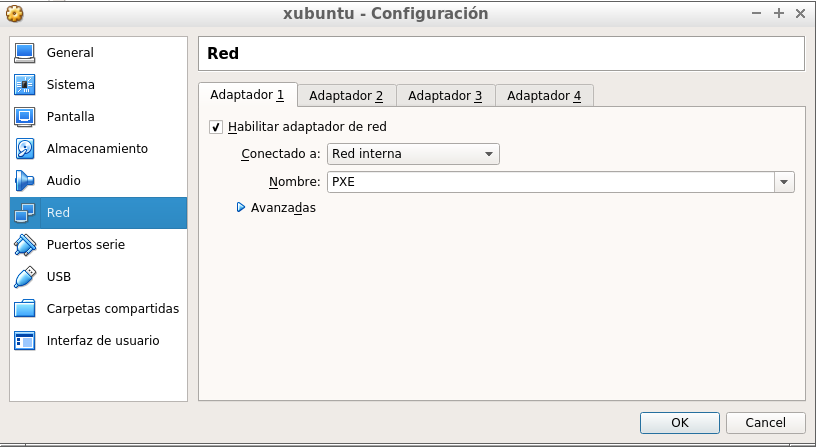 xubuntu - Configuración
General
Sistema
Pantalla
Almacenamiento
Audio
Red
Puertos serie
USB
Carpetas compartidas
Interfaz de usuario
Red
Adaptador 1 Adaptador 2 Adaptador 3 Adaptador 4
Habilitar adaptador de red
Conectado a: Red interna
Nombre: PXE
Avanzadas
OK Cancel